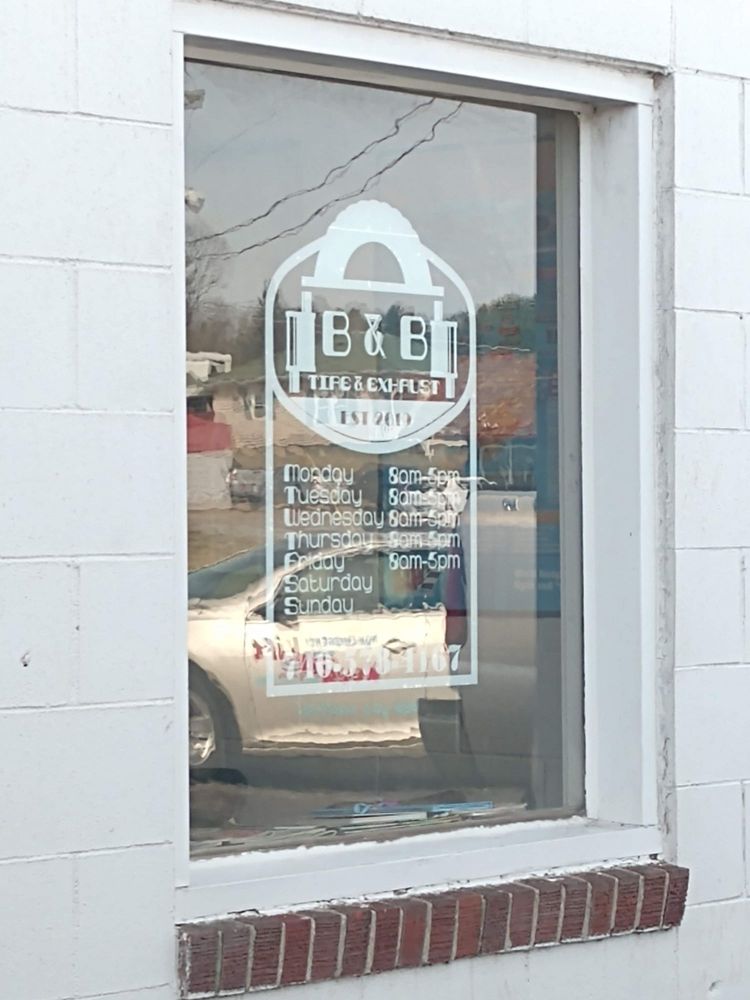 B & B
TIRE & EXHAUST
EST 2019
Monday 8am-5pm
Tuesday 8am-5pm
Wednesday 8am-5pm
Thursday 8am-5pm
Friday 8am-5pm
Saturday
Sunday